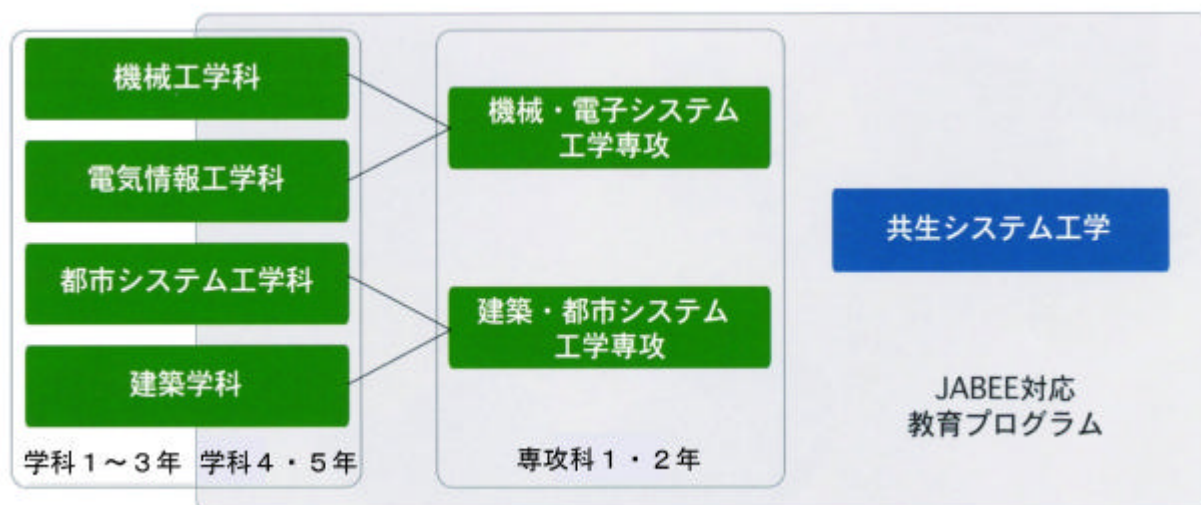 機械工学科
電気情報工学科
都市システム工学科
建築学科
学科1～3年 学科4・5年
機械・電子システム
工学専攻
建築・都市システム
工学専攻
専攻科1・2年
共生システム工学
JABEE対応
教育プログラム